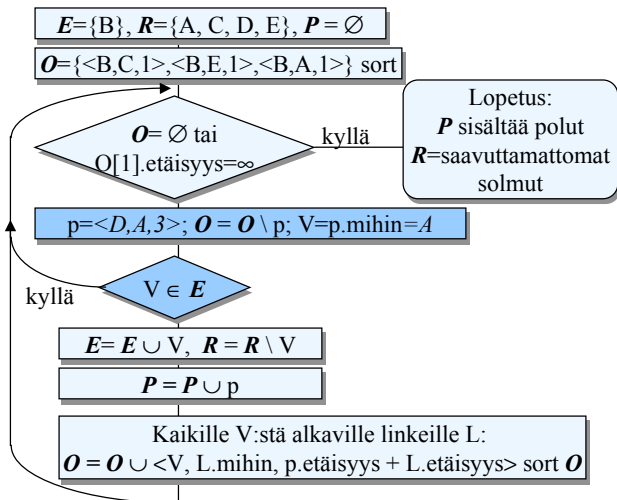 E={B}, R={A, C, D, E}, P = ∅
O={<B,C,1>,<B,E,1>,<B,A,1>} sort
O= ∅ tai
O[1].etäisyys=∞
kyllä
Lopetus:
P sisältää polut
R=saavuttamattomat
solmut
p=<D,A,3>; O = O \ p; V=p.mihin=A
V ∈ E
kyllä
E= E ∪ V, R = R \ V
P = P ∪ p
Kaikille V:stä alkaville linkeille L:
O = O ∪ <V, L.mihin, p.etäisyys + L.etäisyys> sort O